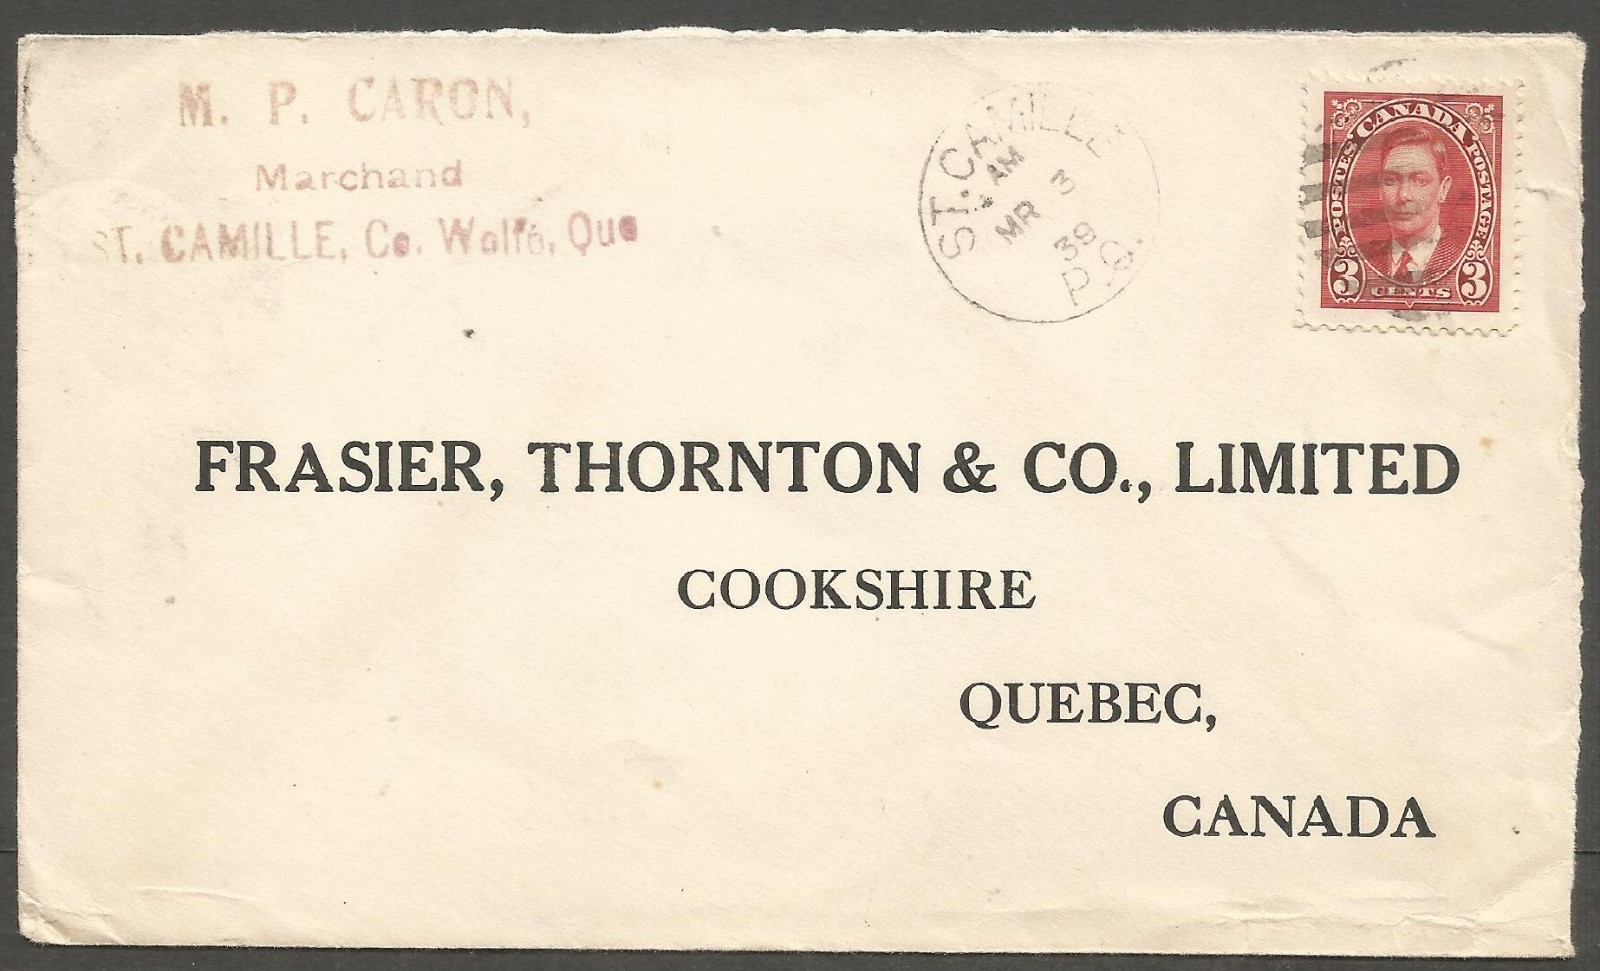 M. P. CARON,
Marchand
ST. CAMILLE, Co. Wolfe, Que
ST. CAMILLE
AM
MR 3
39
P.Q.
CANADA
POSTES POSTAGE
3 CENTS 3
FRASIER, THORNTON & CO., LIMITED
COOKSHIRE
QUEBEC,
CANADA